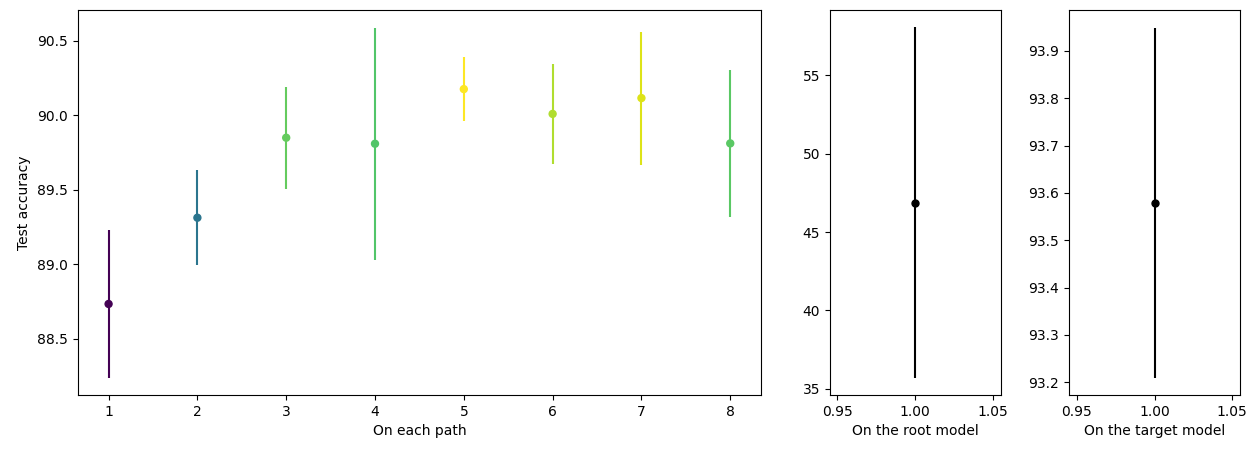 Test accuracy
90.5
90.0
89.5
89.0
88.5
1 2 3 4 5 6 7 8
On each path
55
50
45
40
35
0.95 1.00 1.05
On the root model
93.9
93.8
93.7
93.6
93.5
93.4
93.3
93.2
0.95 1.00 1.05
On the target model